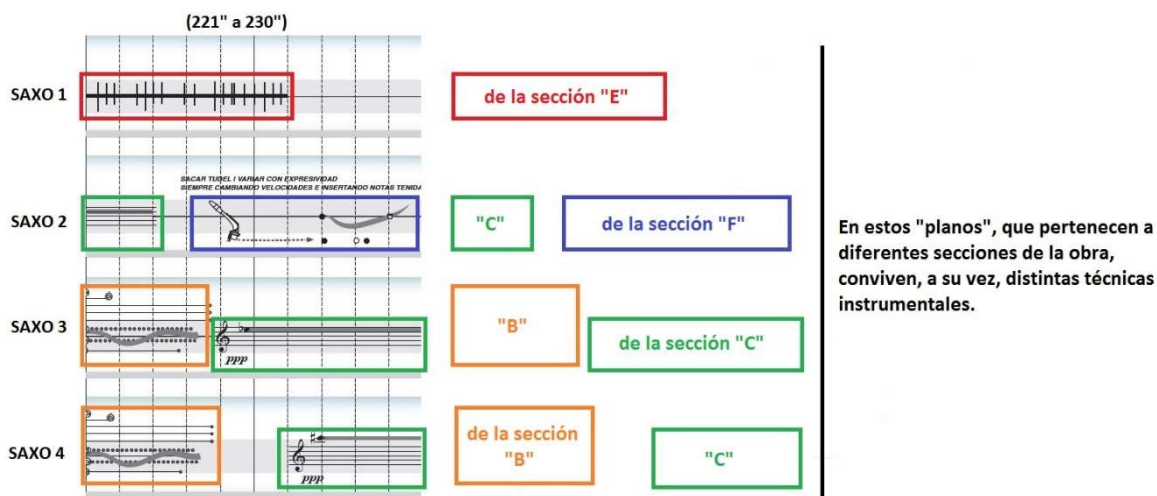 (221" a 230")
SAXO 1
de la sección "E"
SACAR TUDEL I VARIAR CON EXPRESIVIDAD
SIEMPRE CAMBIANDO VELOCIDADES E INSERTANDO NOTAS TENIDA
SAXO 2
"C"
de la sección "F"
En estos "planos", que pertenecen a
diferentes secciones de la obra,
conviven, a su vez, distintas técnicas
instrumentales.
SAXO 3
ppp
"B"
de la sección "C"
SAXO 4
ppp
de la sección
"B"
"C"